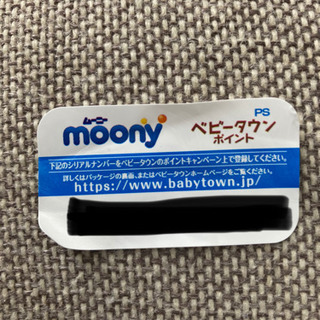 ムーニー
moony
PS
ベビータウン
ポイント
下記のシリアルナンバーをベビータウンのポイントキャンペーン上で登録してください。
詳しくはパッケージの裏面、またはベビータウンホームページをご覧ください。
https://www.babytown.jp/